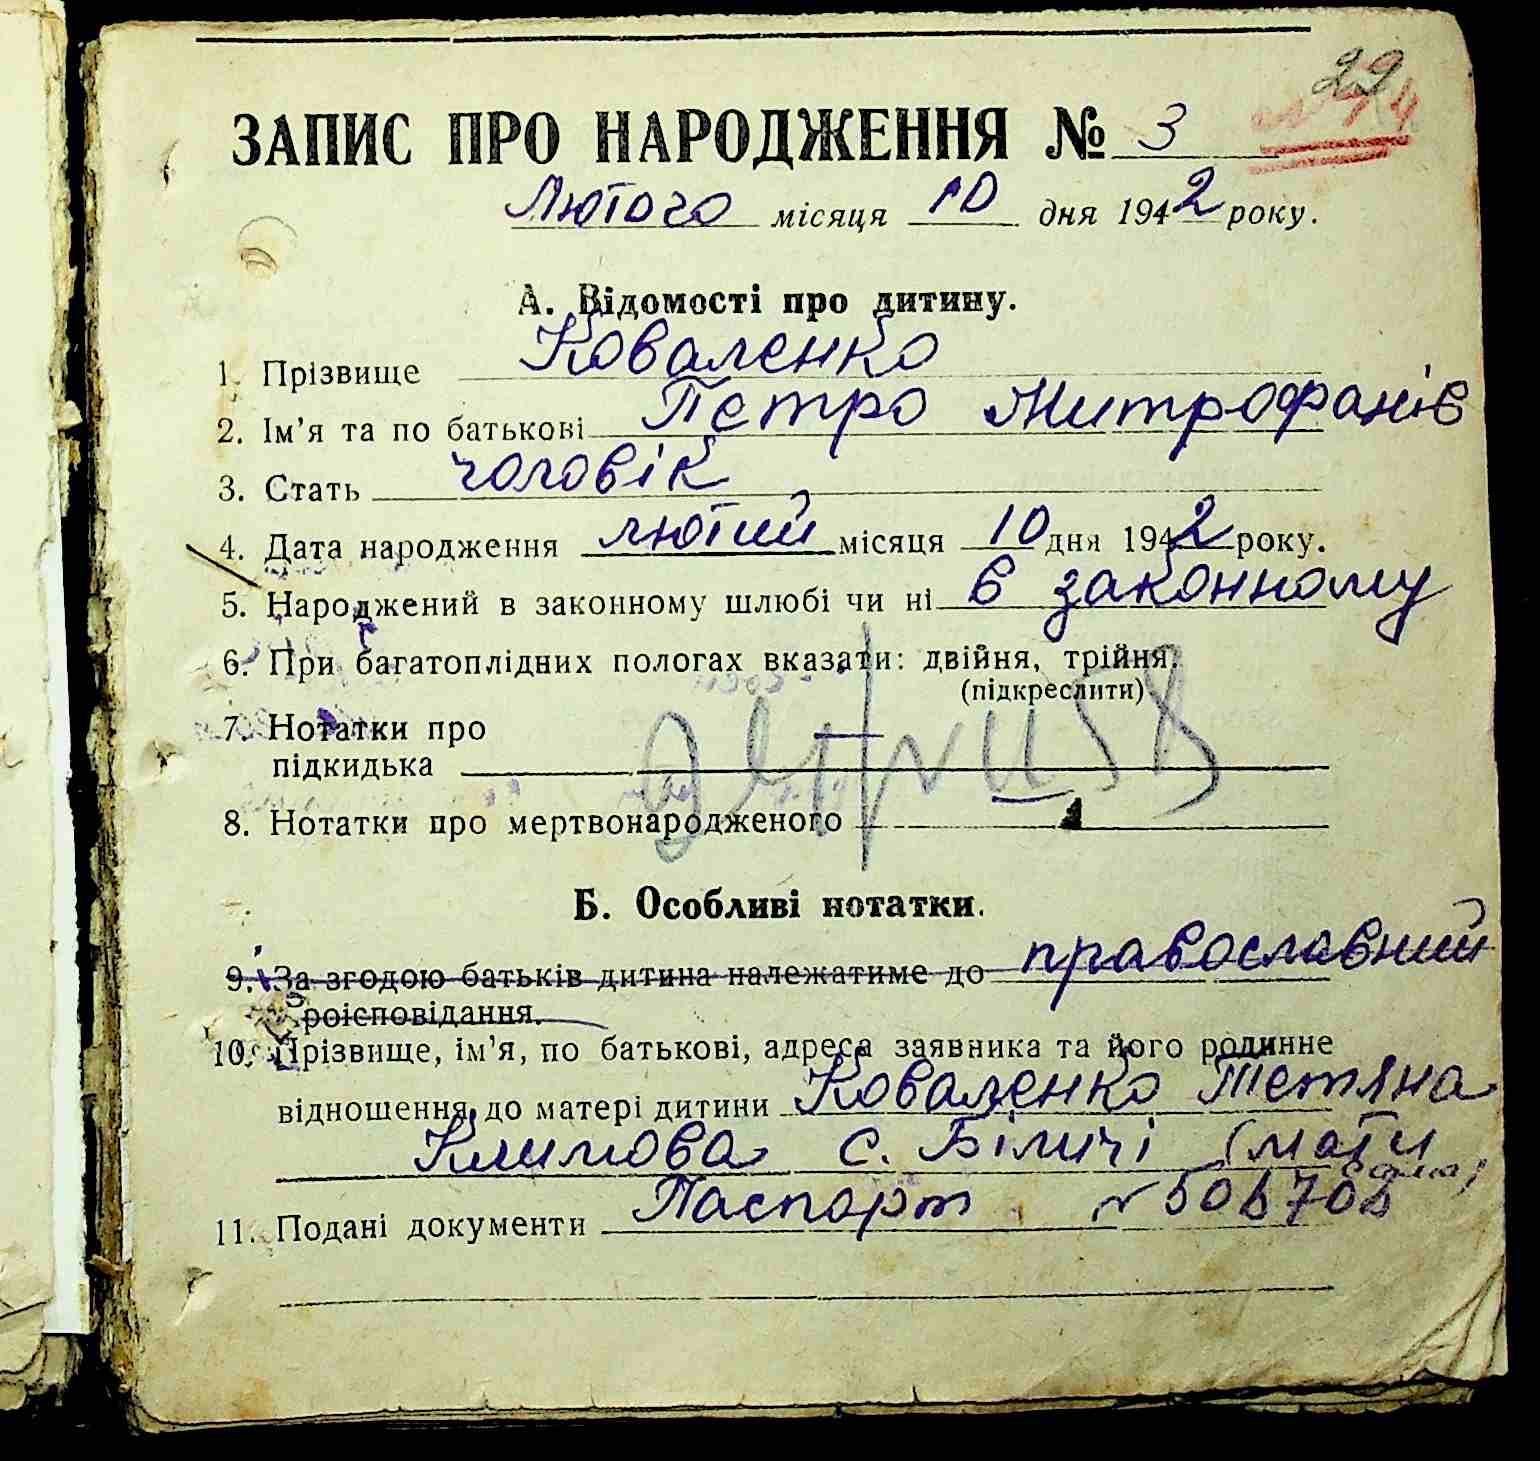 22
ЗАПИС ПРО НАРОДЖЕННЯ № 3
Лютого місяця 10 дня 1942 року.
А. Відомості про дитину.
1. Прізвище Коваленко
2. Ім'я та по батькові Петро Митрофанів
3. Стать чоловік
4. Дата народження лютий місяця 10 дня 1942 року.
5. Народжений в законному шлюбі чи ні в законному
6. При багатоплідних пологах вказати: двійня, трійня.
(підкреслити)
7. Нотатки про
підкидька —
8. Нотатки про мертвонародженого —
Б. Особливі нотатки.
9. За згодою батьків дитина належатиме до православний
роісповідання.
10. Прізвище, ім'я, по батькові, адреса заявника та його родинне
відношення до матері дитини Коваленко Тетяна
Климова с. Біличі (мати
сама)
11. Подані документи Паспорт